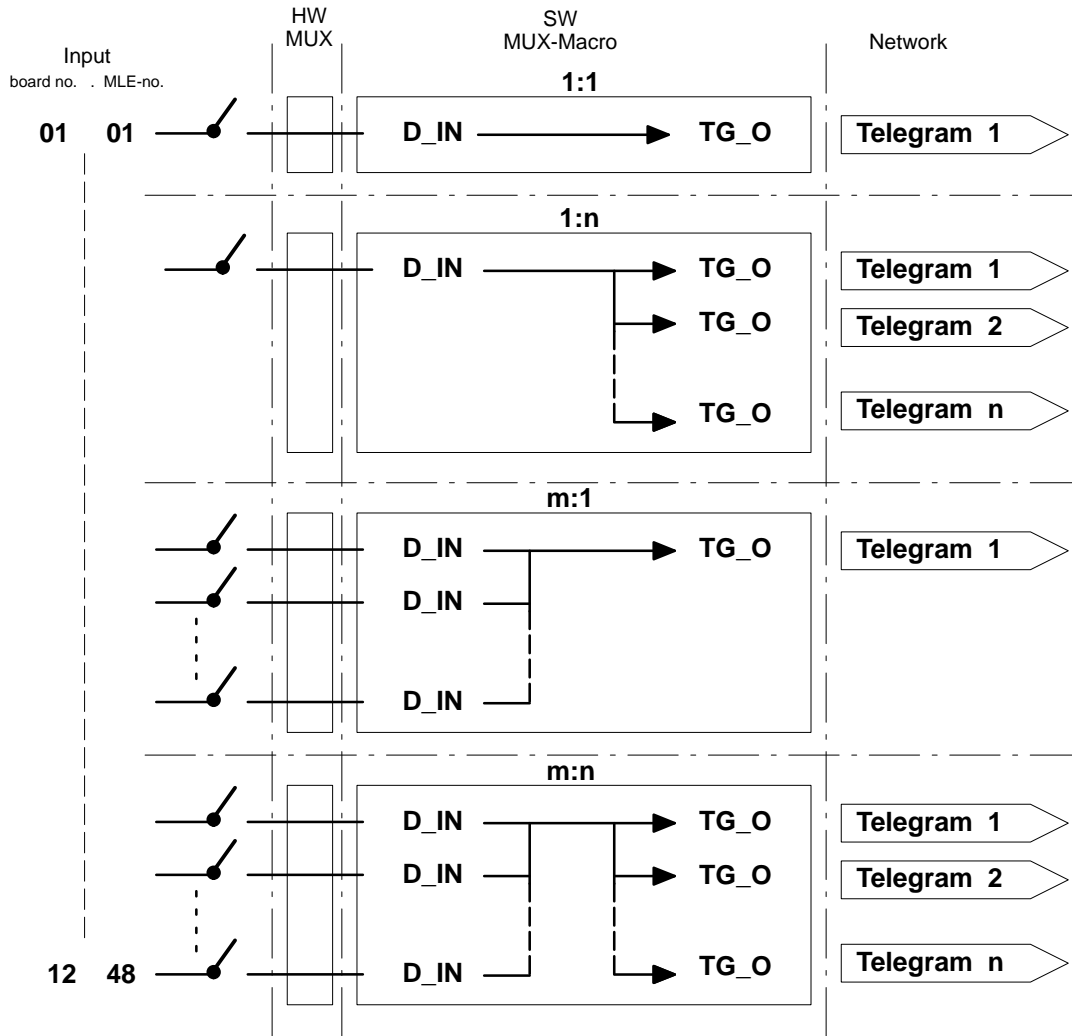 HW
MUX
SW
MUX-Macro
Network
Input
board no. . MLE-no.
1:1
01 01 D_IN TG_O Telegram 1
1:n
D_IN TG_O Telegram 1
TG_O Telegram 2
TG_O Telegram n
m:1
D_IN TG_O Telegram 1
D_IN
D_IN
m:n
D_IN TG_O Telegram 1
D_IN TG_O Telegram 2
12 48 D_IN TG_O Telegram n